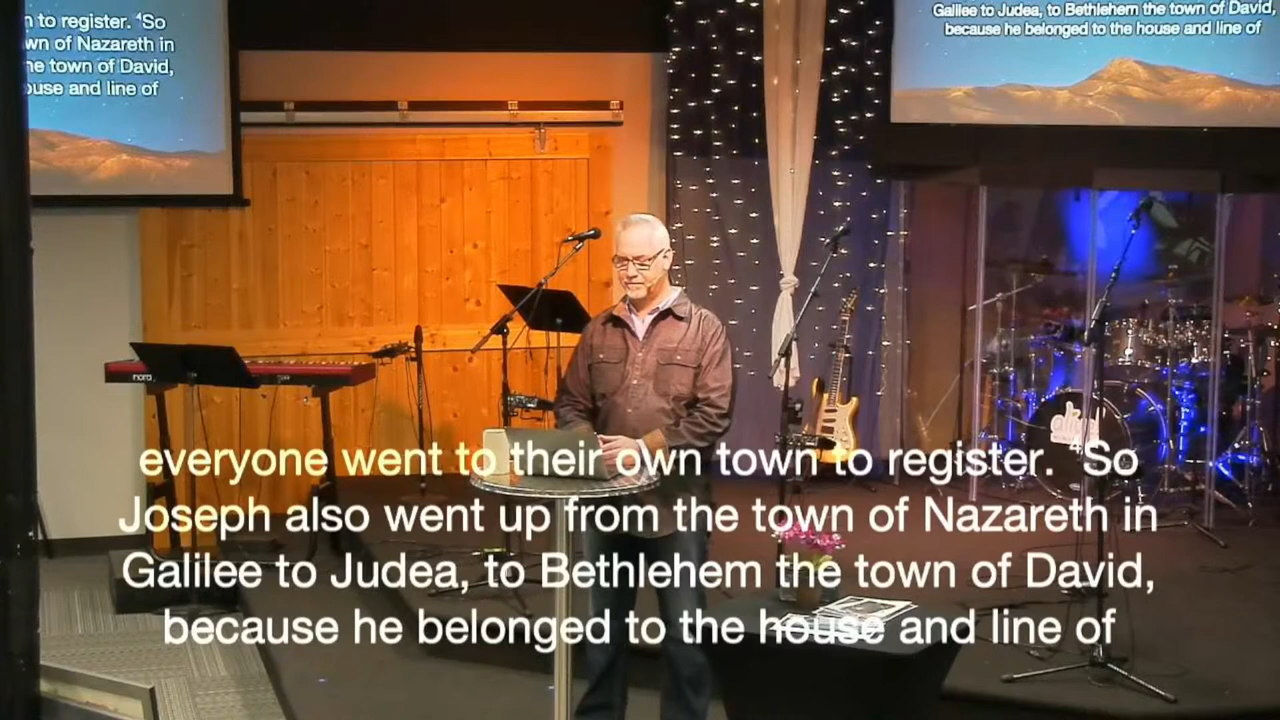 n to register. ⁴So
wn of Nazareth in
he town of David,
ouse and line of
Galilee to Judea, to Bethlehem the town of David,
because he belonged to the house and line of
nord
everyone went to their own town to register. ⁴So
Joseph also went up from the town of Nazareth in
Galilee to Judea, to Bethlehem the town of David,
because he belonged to the house and line of